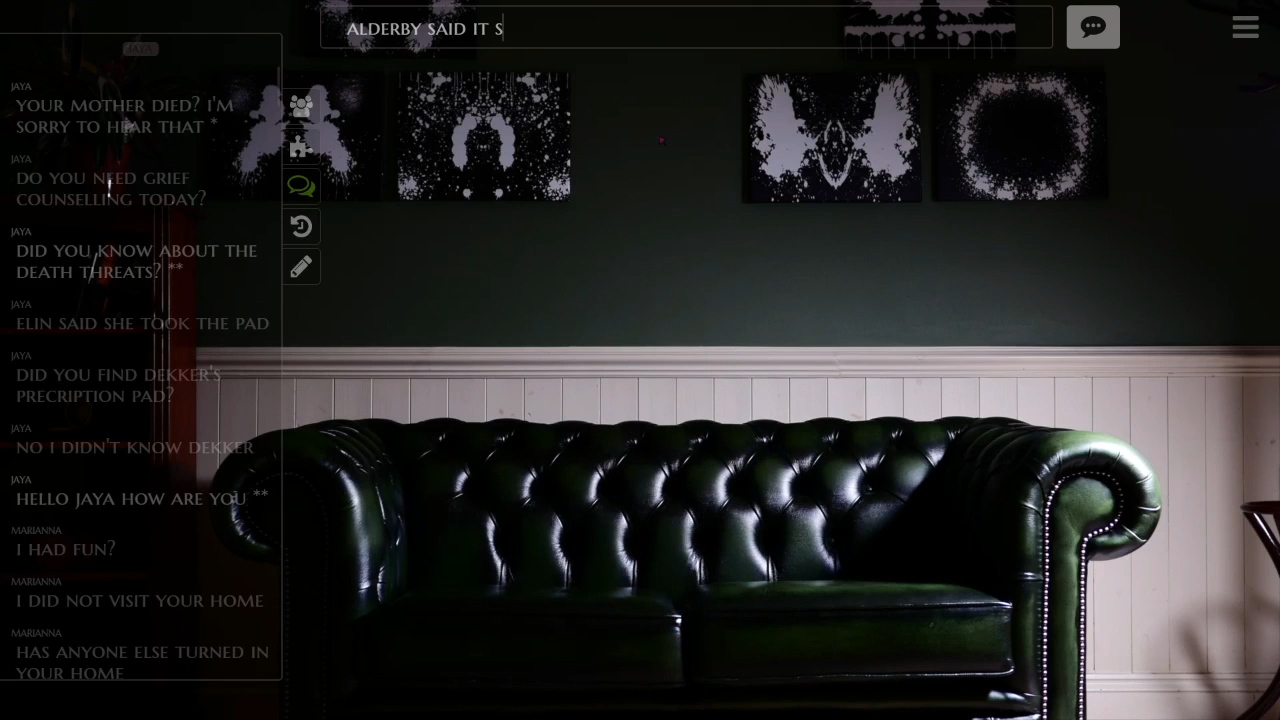 ALDERBY SAID IT S
JAYA
JAYA
YOUR MOTHER DIED? I'M
SORRY TO HEAR THAT *
JAYA
DO YOU NEED GRIEF
COUNSELLING TODAY?
JAYA
DID YOU KNOW ABOUT THE
DEATH THREATS? **
JAYA
ELIN SAID SHE TOOK THE PAD
JAYA
DID YOU FIND DEKKER'S
PRECRIPTION PAD?
JAYA
NO I DIDN'T KNOW DEKKER
JAYA
HELLO JAYA HOW ARE YOU **
MARIANNA
I HAD FUN?
MARIANNA
I DID NOT VISIT YOUR HOME
MARIANNA
HAS ANYONE ELSE TURNED IN
YOUR HOME